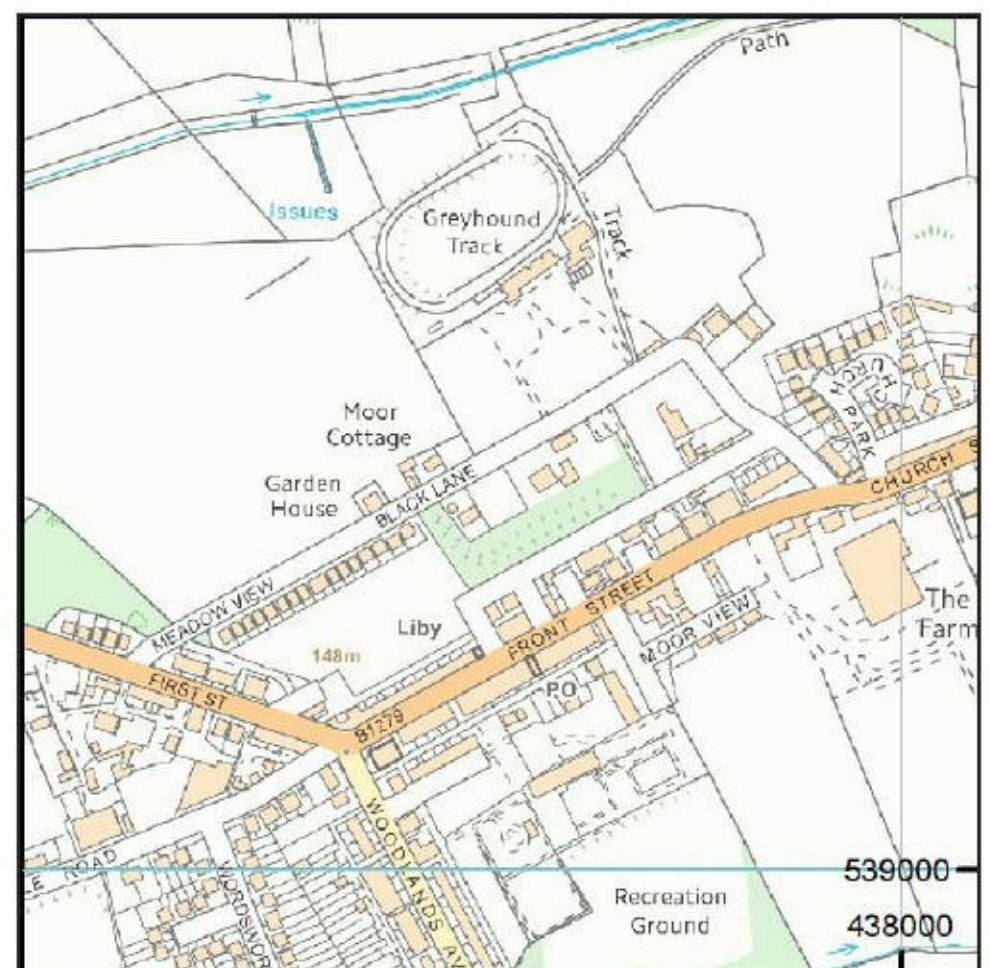 Path
Issues
Greyhound
Track
Track
Moor
Cottage
Garden
House
BLACK LANE
CHURCH PARK
CHURCH S
MEADOW VIEW
Liby
148m
FRONT STREET
MOOR VIEW
The
Farm
FIRST ST
PO
B1279
WOODLANDS AV
ROAD
WORDSWOR
539000
Recreation
Ground
438000